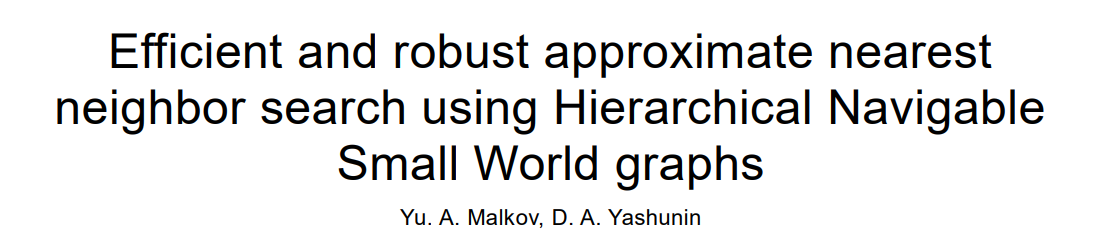 Efficient and robust approximate nearest
neighbor search using Hierarchical Navigable
Small World graphs
Yu. A. Malkov, D. A. Yashunin